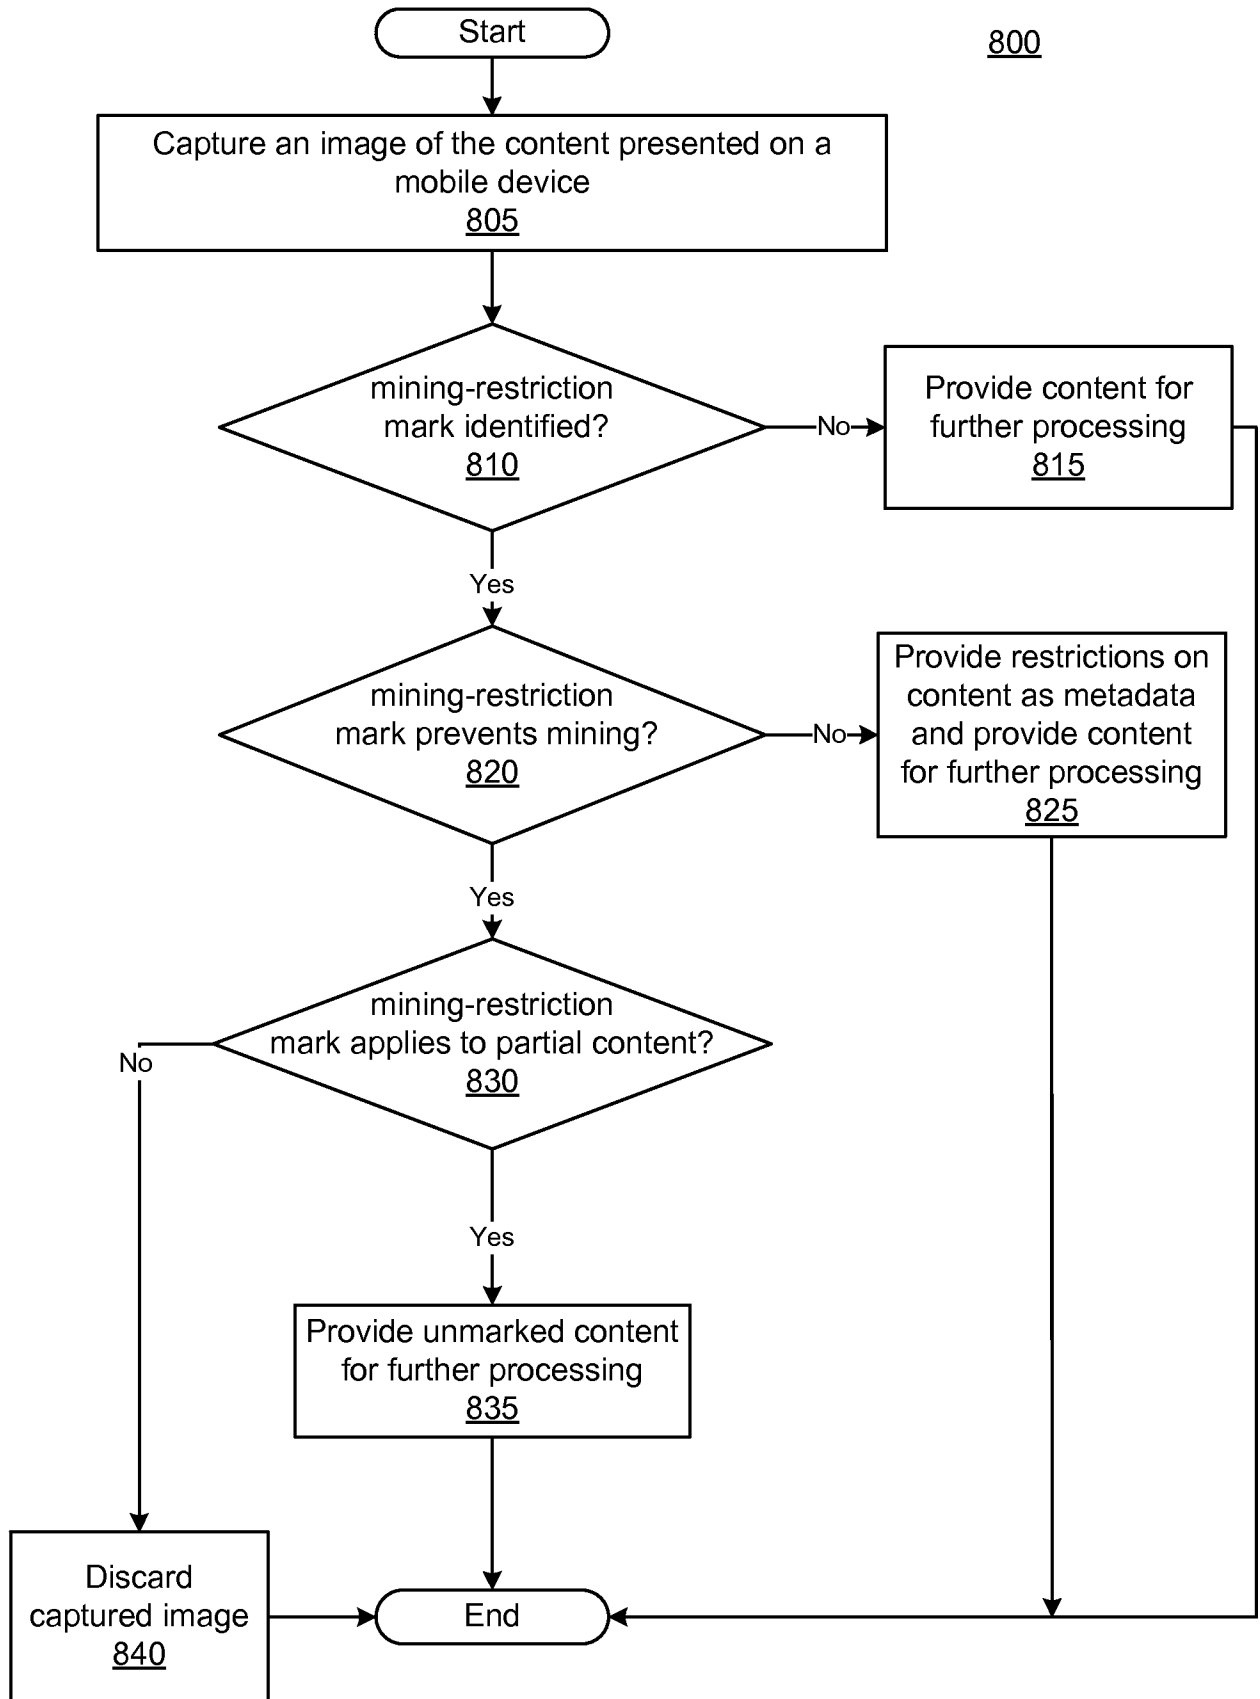 Start
800
Capture an image of the content presented on a
mobile device
805
mining-restriction
mark identified?
810
No
Provide content for
further processing
815
Yes
mining-restriction
mark prevents mining?
820
No
Provide restrictions on
content as metadata
and provide content
for further processing
825
Yes
mining-restriction
mark applies to partial content?
830
No
Yes
Provide unmarked content
for further processing
835
Discard
captured image
840
End